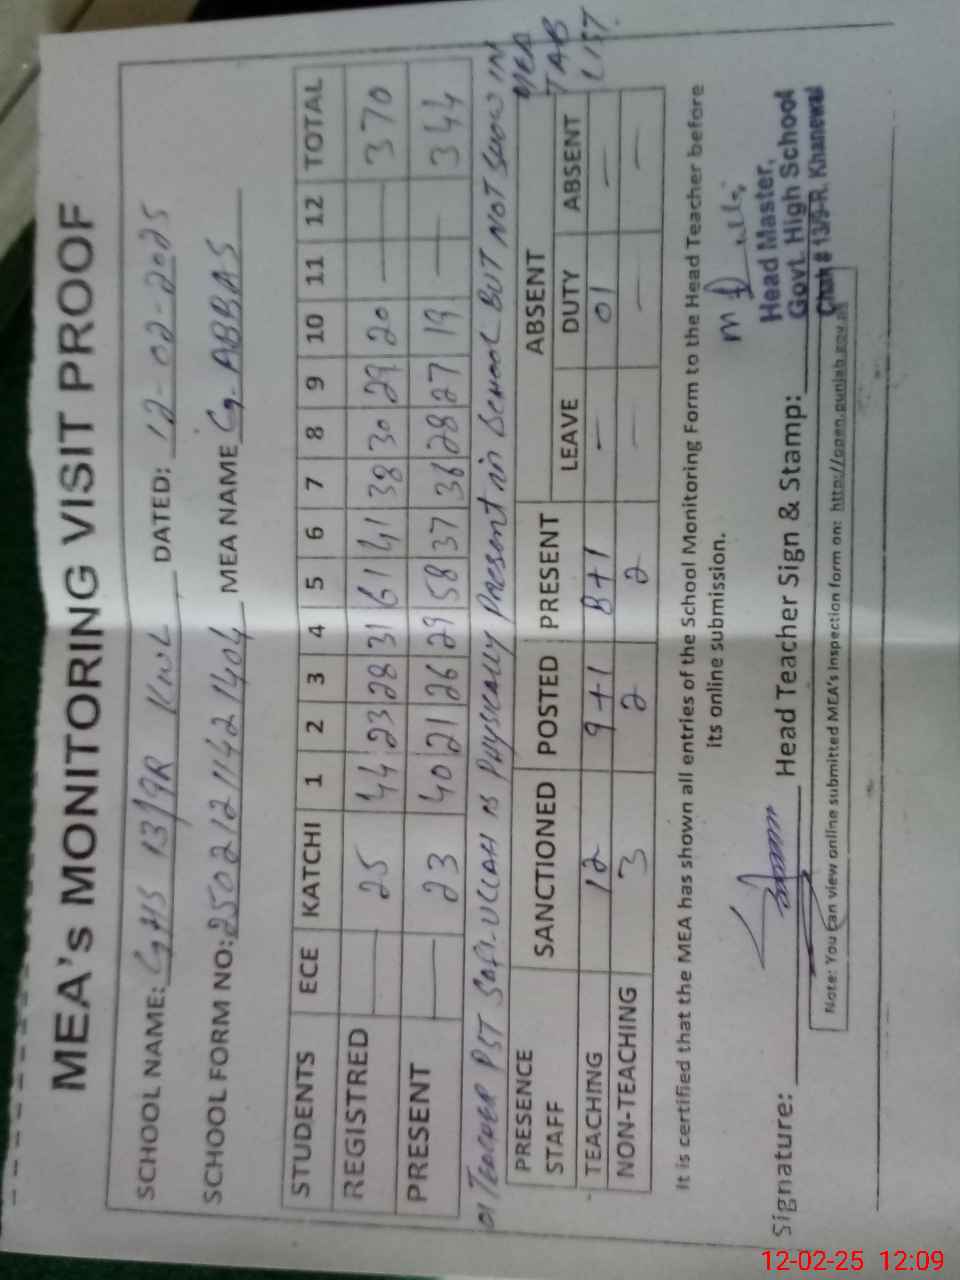 MEA's MONITORING VISIT PROOF
SCHOOL NAME: GHS 13/9R KWL DATED: 12-02-2025
SCHOOL FORM NO: 25021211421404 MEA NAME G. ABBAS
STUDENTS ECE KATCHI 1 2 3 4 5 6 7 8 9 10 11 12 TOTAL
REGISTRED — 25 44 23 28 31 61 41 38 30 29 20 — — 370
PRESENT — 23 40 21 26 29 58 37 36 28 27 19 — — 344
01 TEACHER PST SAFI-ULLAH is Physically Present in School BUT NOT SHOW IN MEA TAB LIST.
PRESENCE STAFF SANCTIONED POSTED PRESENT ABSENT
LEAVE DUTY ABSENT
TEACHING 12 9+1 8+1 — 01 —
NON-TEACHING 3 2 2 — — —
It is certified that the MEA has shown all entries of the School Monitoring Form to the Head Teacher before
its online submission.
Signature: Head Teacher Sign & Stamp:
Head Master,
Govt. High School
Chak # 13/9-R. Khanewal
Note: You can view online submitted MEA's inspection form on: http://open.punjab.gov.pk
12-02-25 12:09